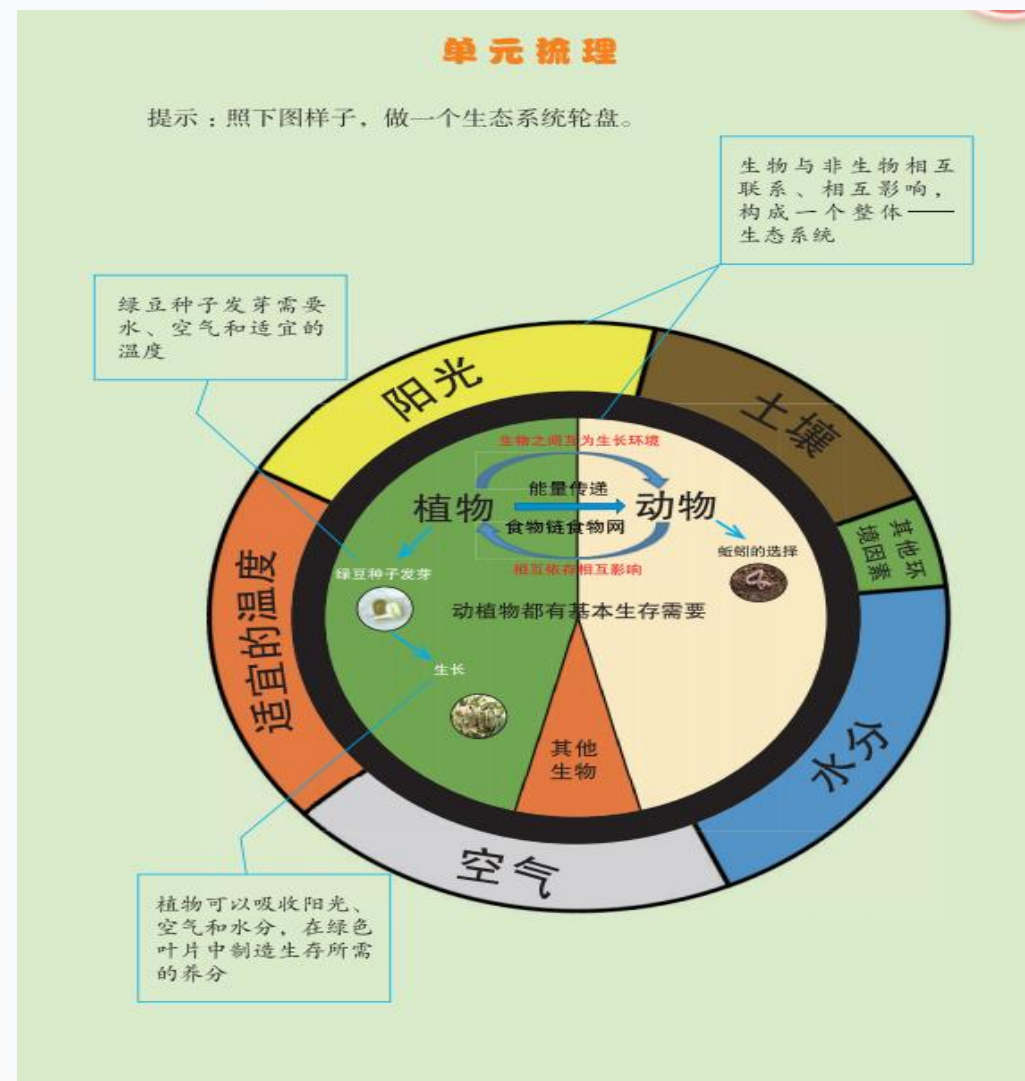 单元梳理
提示：照下图样子，做一个生态系统轮盘。
生物与非生物相互
联系、相互影响，
构成一个整体——
生态系统
绿豆种子发芽需要
水、空气和适宜的
温度
阳光
土壤
生物之间互为生长环境
能量传递
植物
动物
食物链食物网
相互依存相互影响
其他环
境因素
蚯蚓的选择
绿豆种子发芽
适宜的温度
动植物都有基本生存需要
生长
水分
其他
生物
空气
植物可以吸收阳光、
空气和水分，在绿色
叶片中制造生存所需
的养分